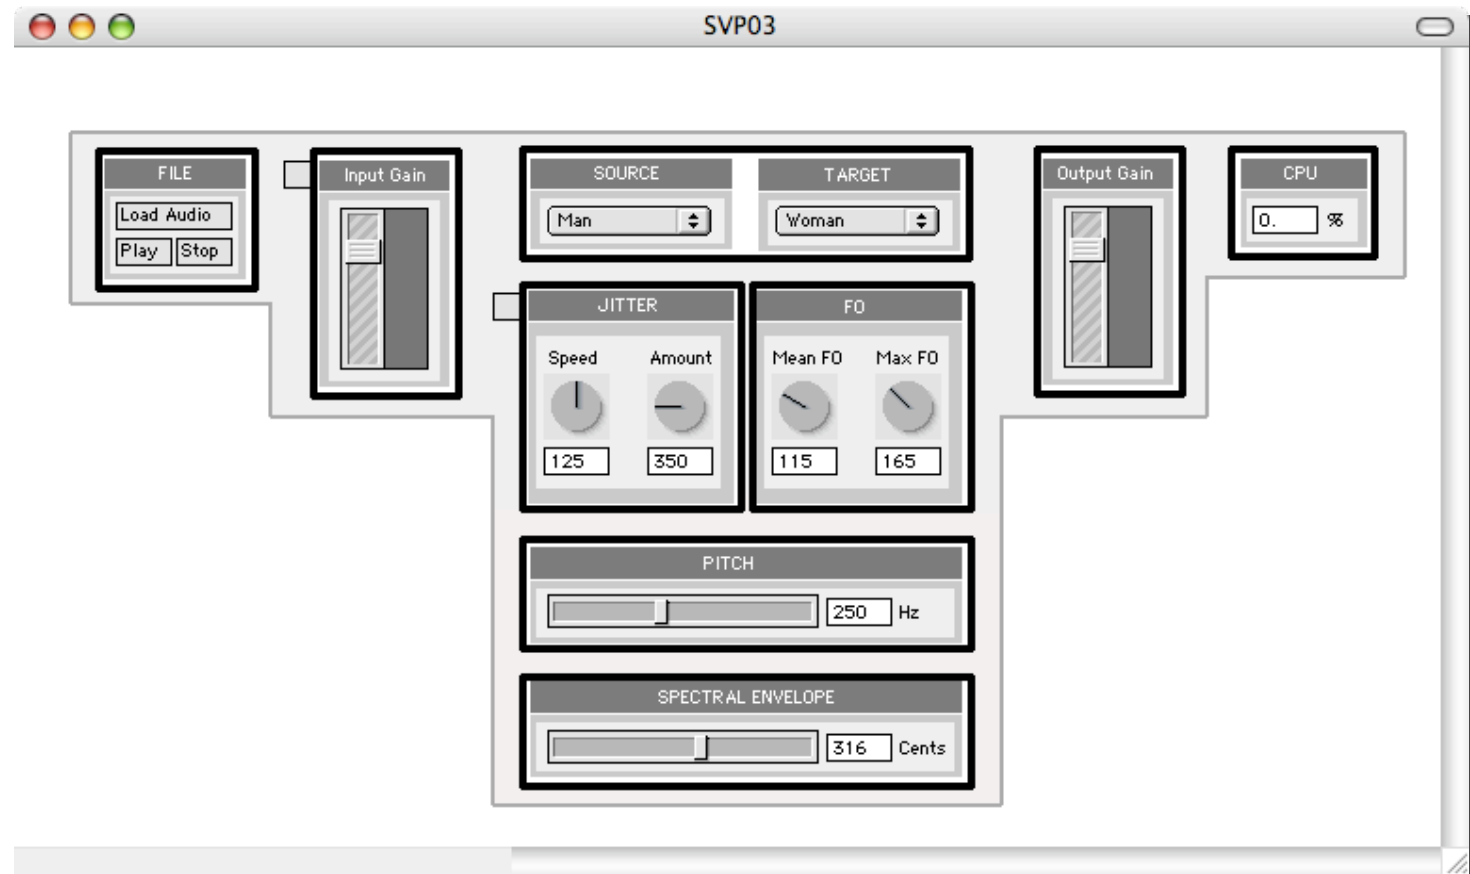 SVP03
FILE
Load Audio
Play Stop
Input Gain
SOURCE
Man
TARGET
Woman
Output Gain
CPU
0. %
JITTER
Speed Amount
125 350
F0
Mean F0 Max F0
115 165
PITCH
250 Hz
SPECTRAL ENVELOPE
316 Cents